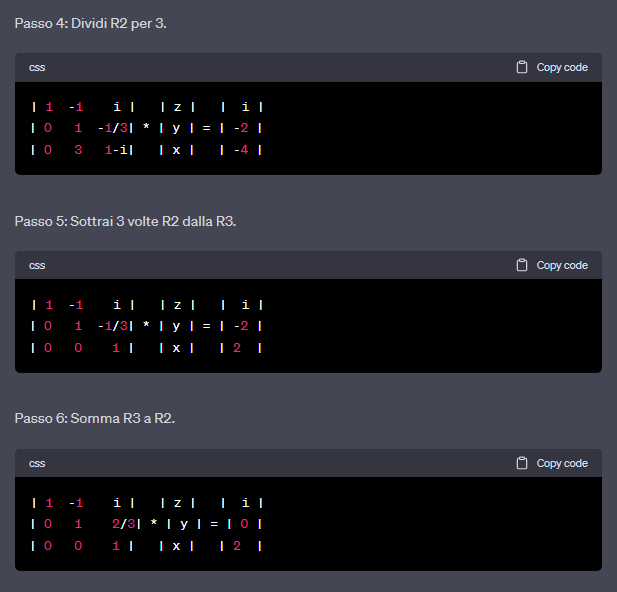 Passo 4: Dividi R2 per 3.
css Copy code
| 1  -1    i |   | z |   |  i |
| 0   1  -1/3| * | y | = | -2 |
| 0   3   1-i|   | x |   | -4 |
Passo 5: Sottrai 3 volte R2 dalla R3.
css Copy code
| 1  -1    i |   | z |   |  i |
| 0   1  -1/3| * | y | = | -2 |
| 0   0    1 |   | x |   | 2  |
Passo 6: Somma R3 a R2.
css Copy code
| 1  -1    i |   | z |   |  i |
| 0   1    2/3| * | y | = | 0 |
| 0   0    1 |   | x |   | 2  |